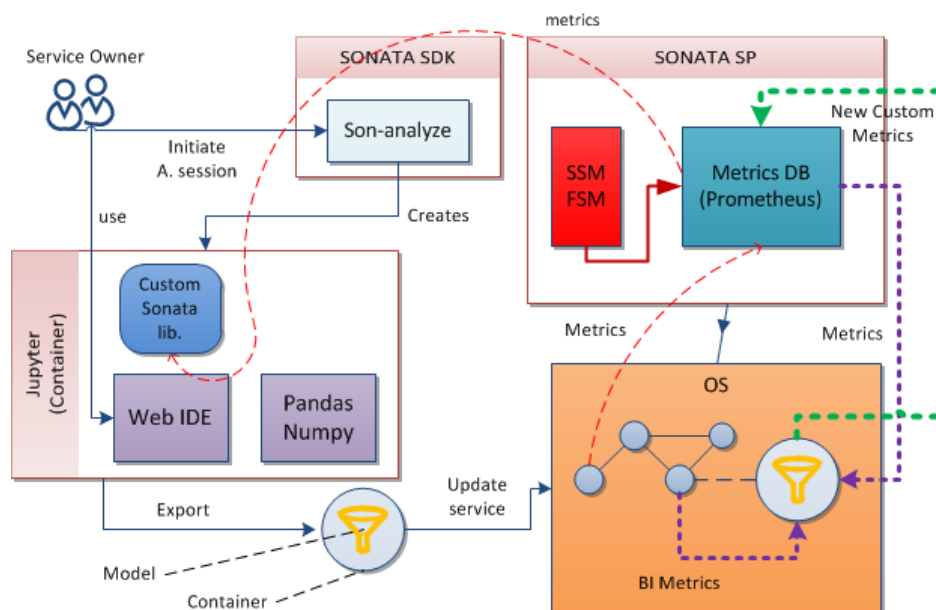 metrics
Service Owner
SONATA SDK
SONATA SP
Son-analyze
New Custom
Metrics
Initiate
A. session
SSM
FSM
Metrics DB
(Prometheus)
use
Creates
Custom
Sonata
lib.
Jupyter
(Container)
Metrics
Metrics
Web IDE
Pandas
Numpy
OS
Export
Update
service
Model
Container
BI Metrics